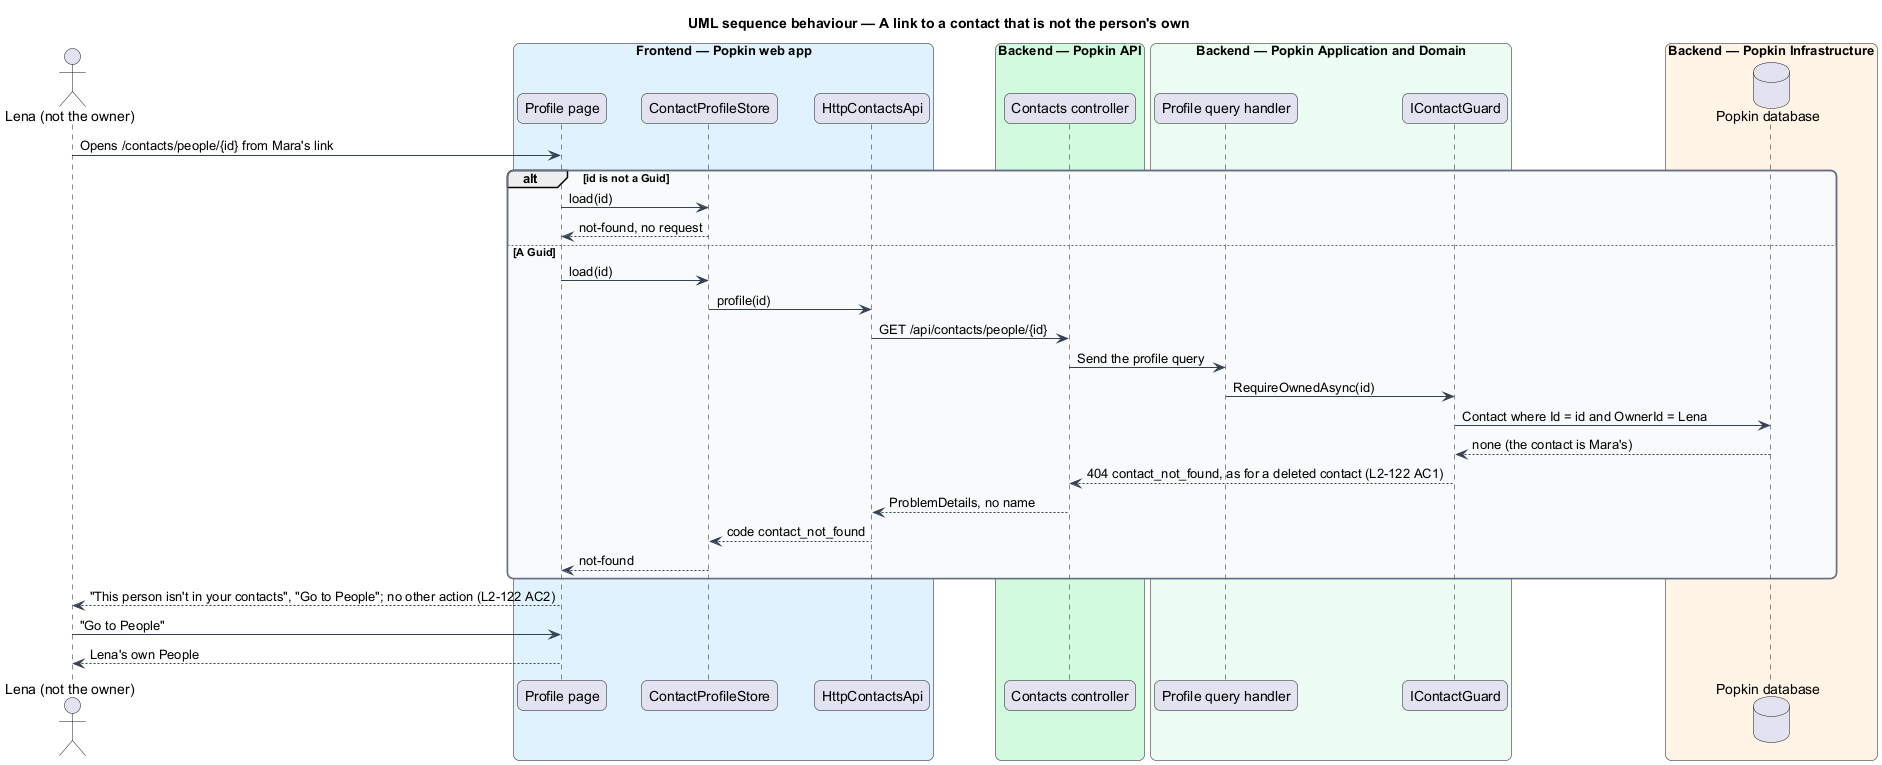 UML sequence behaviour — A link to a contact that is not the person's own
Frontend — Popkin web app
Backend — Popkin API
Backend — Popkin Application and Domain
Backend — Popkin Infrastructure
Lena (not the owner)
Profile page
ContactProfileStore
HttpContactsApi
Contacts controller
Profile query handler
IContactGuard
Popkin database
Opens /contacts/people/{id} from Mara's link
alt
[id is not a Guid]
load(id)
not-found, no request
[A Guid]
load(id)
profile(id)
GET /api/contacts/people/{id}
Send the profile query
RequireOwnedAsync(id)
Contact where Id = id and OwnerId = Lena
none (the contact is Mara's)
404 contact_not_found, as for a deleted contact (L2-122 AC1)
ProblemDetails, no name
code contact_not_found
not-found
"This person isn't in your contacts", "Go to People"; no other action (L2-122 AC2)
"Go to People"
Lena's own People
Lena (not the owner)
Profile page
ContactProfileStore
HttpContactsApi
Contacts controller
Profile query handler
IContactGuard
Popkin database